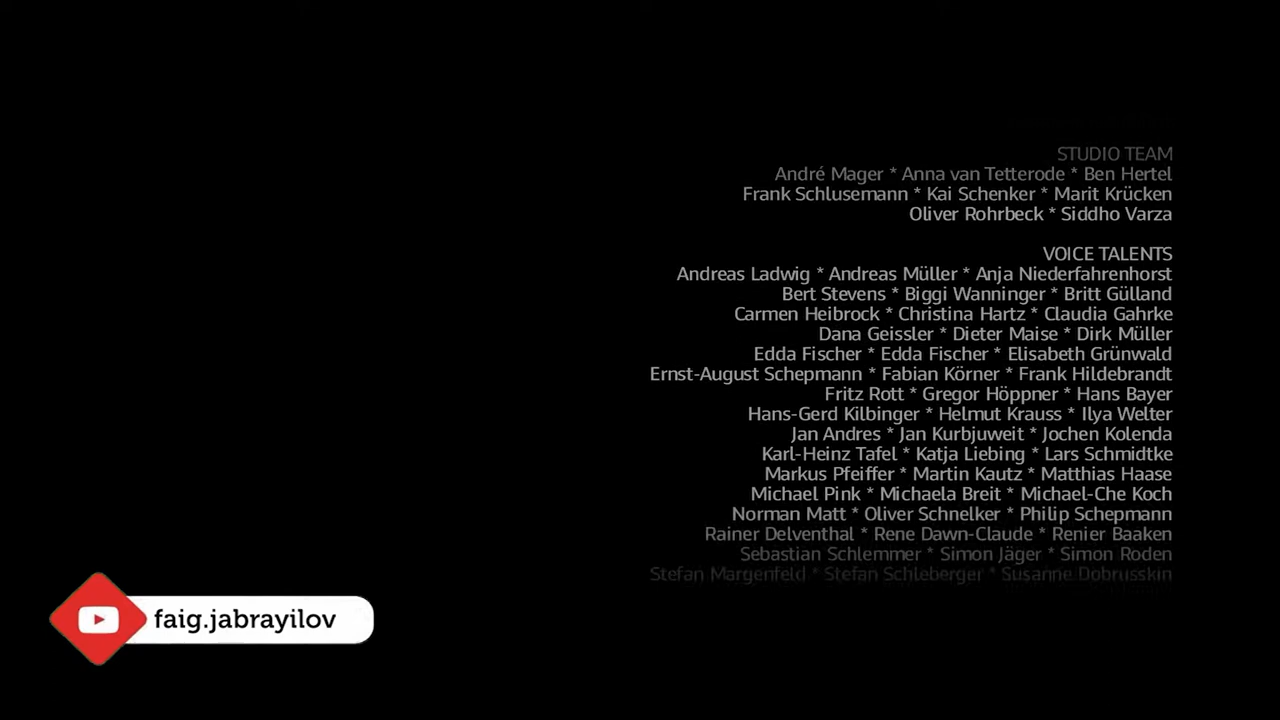 STUDIO TEAM
André Mager * Anna van Tetterode * Ben Hertel
Frank Schlusemann * Kai Schenker * Marit Krücken
Oliver Rohrbeck * Siddho Varza
VOICE TALENTS
Andreas Ladwig * Andreas Müller * Anja Niederfahrenhorst
Bert Stevens * Biggi Wanninger * Britt Gülland
Carmen Heibrock * Christina Hartz * Claudia Gahrke
Dana Geissler * Dieter Maise * Dirk Müller
Edda Fischer * Edda Fischer * Elisabeth Grünwald
Ernst-August Schepmann * Fabian Körner * Frank Hildebrandt
Fritz Rott * Gregor Höppner * Hans Bayer
Hans-Gerd Kilbinger * Helmut Krauss * Ilya Welter
Jan Andres * Jan Kurbjuweit * Jochen Kolenda
Karl-Heinz Tafel * Katja Liebing * Lars Schmidtke
Markus Pfeiffer * Martin Kautz * Matthias Haase
Michael Pink * Michaela Breit * Michael-Che Koch
Norman Matt * Oliver Schnelker * Philip Schepmann
Rainer Delventhal * Rene Dawn-Claude * Renier Baaken
Sebastian Schlemmer * Simon Jäger * Simon Roden
Stefan Margenfeld * Stefan Schleberger * Susanne Dobrusskin
faig.jabrayilov